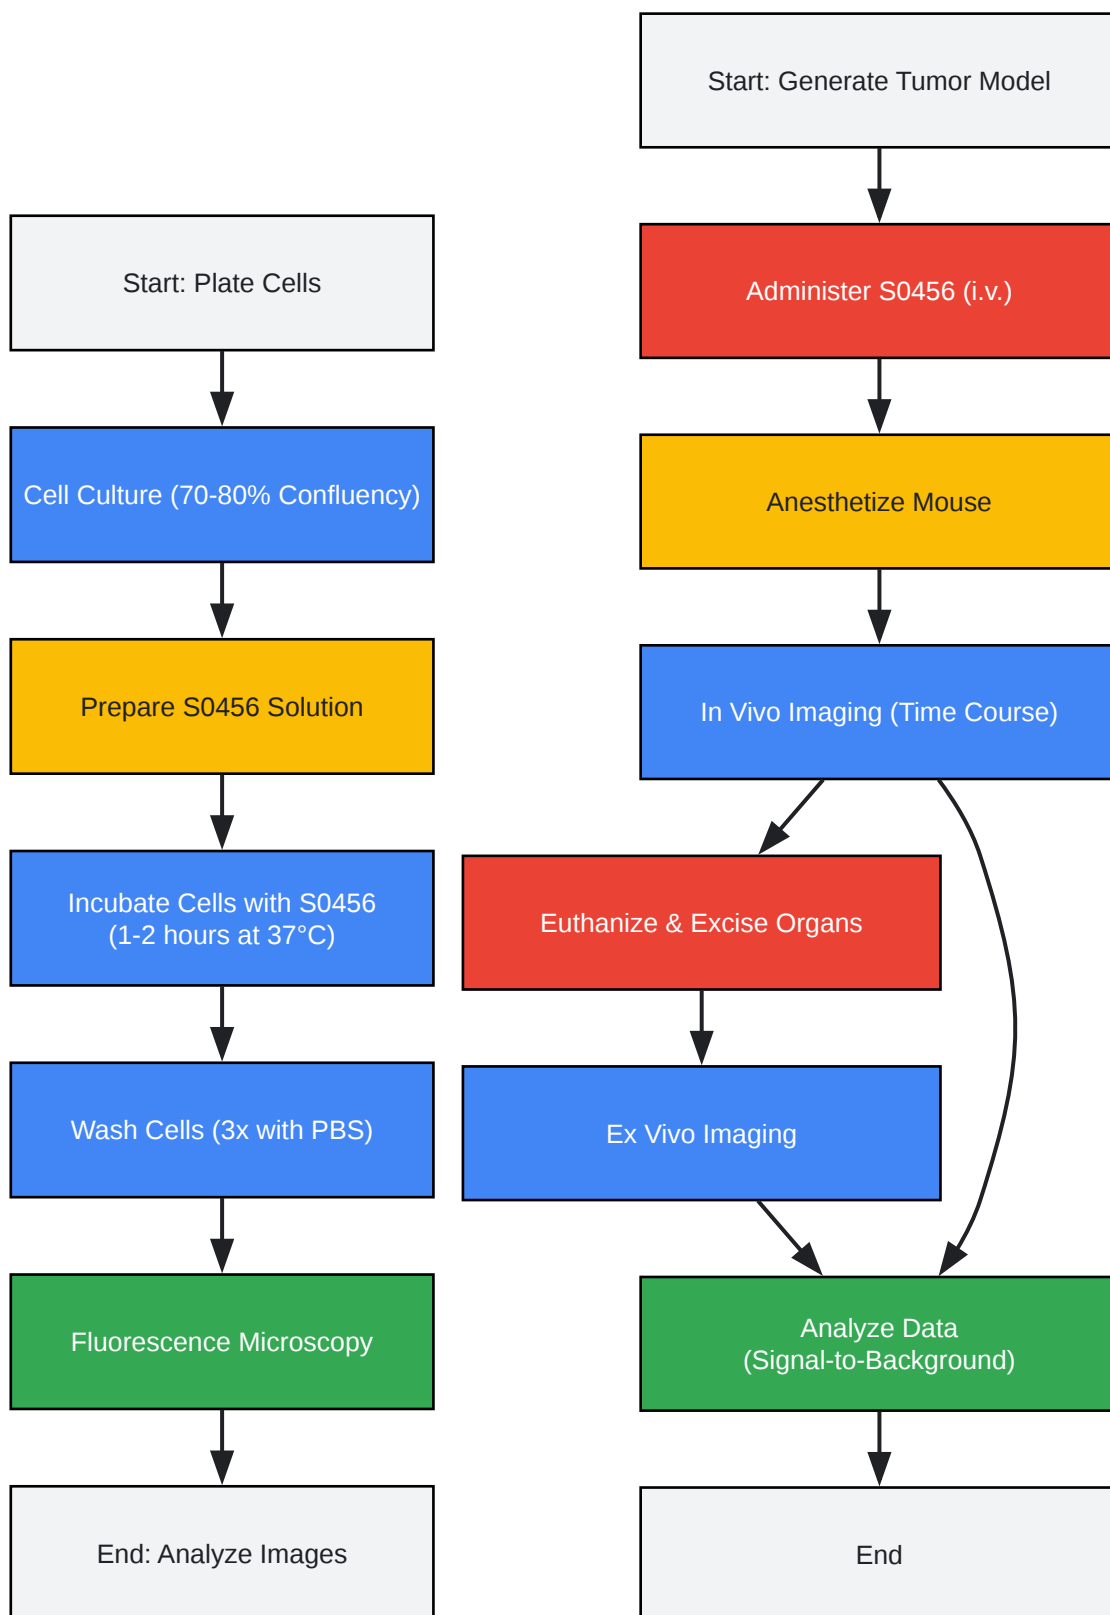 Start: Plate Cells
Cell Culture (70-80% Confluency)
Prepare S0456 Solution
Incubate Cells with S0456
(1-2 hours at 37°C)
Wash Cells (3x with PBS)
Fluorescence Microscopy
End: Analyze Images
Start: Generate Tumor Model
Administer S0456 (i.v.)
Anesthetize Mouse
In Vivo Imaging (Time Course)
Euthanize & Excise Organs
Ex Vivo Imaging
Analyze Data
(Signal-to-Background)
End